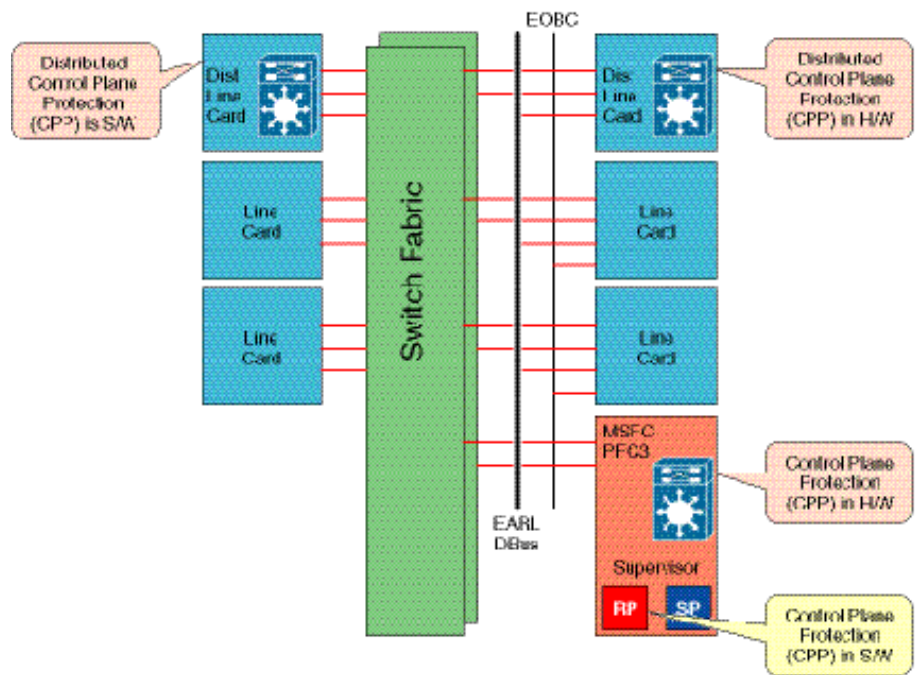 EOBC
Distributed
Control Plane
Protection
(CPP) is S/W
Dist
Line
Card
Dist
Line
Card
Distributed
Control Plane
Protection
(CPP) in H/W
Switch Fabric
Line
Card
Line
Card
Line
Card
Line
Card
MSFC
PFC3
Control Plane
Protection
(CPP) in H/W
EARL
DBus
Supervisor
RP
SP
Control Plane
Protection
(CPP) in S/W